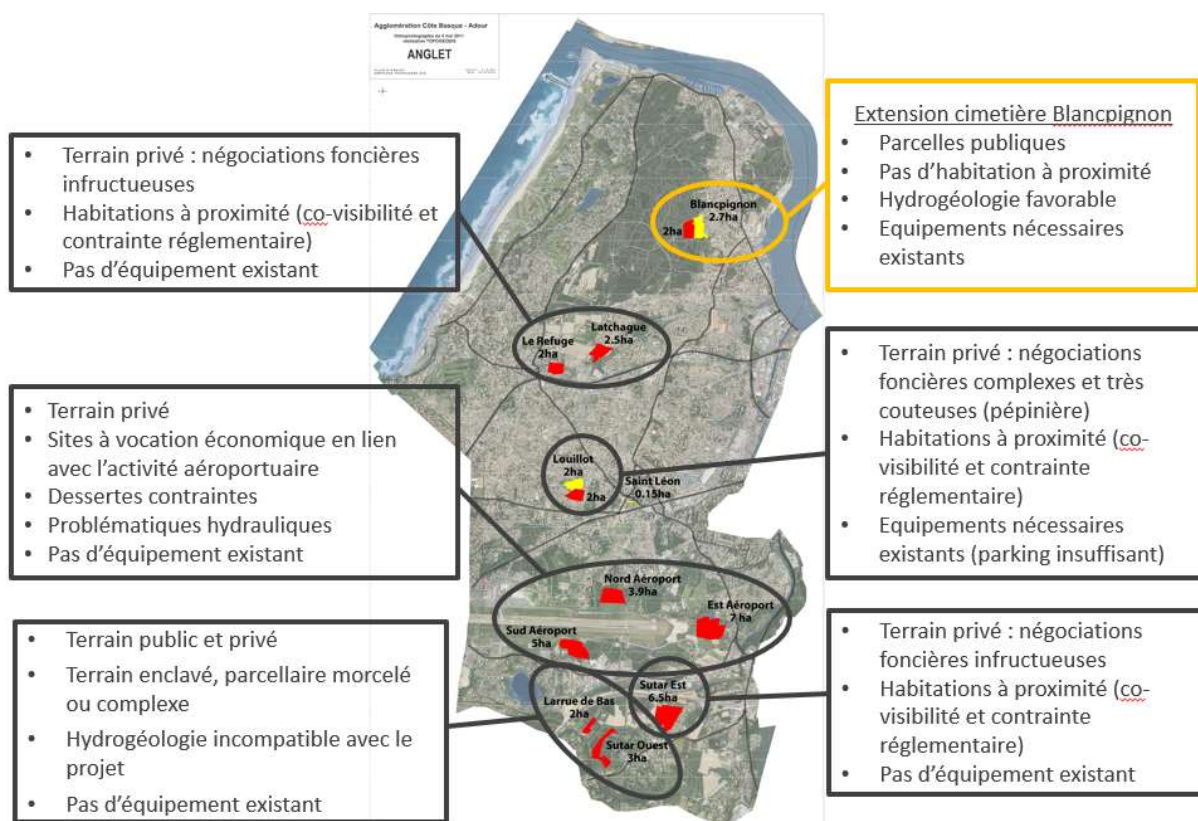 Agglomération Côte Basque - Adour
ANGLET
• Terrain privé : négociations foncières
infructueuses
• Habitations à proximité (co-visibilité et
contrainte réglementaire)
• Pas d'équipement existant
Extension cimetière Blancpignon
• Parcelles publiques
• Pas d'habitation à proximité
• Hydrogéologie favorable
• Equipements nécessaires
existants
Blancpignon
2.7ha
2ha
Latchague
2.5ha
Le Refuge
2ha
• Terrain privé
• Sites à vocation économique en lien
avec l'activité aéroportuaire
• Dessertes contraintes
• Problématiques hydrauliques
• Pas d'équipement existant
• Terrain privé : négociations
foncières complexes et très
couteuses (pépinière)
• Habitations à proximité (co-
visibilité et contrainte
réglementaire)
• Equipements nécessaires
existants (parking insuffisant)
Louillot
2ha
2ha
Saint Léon
0.15ha
Nord Aéroport
3.9ha
Est Aéroport
7 ha
Sud Aéroport
5ha
• Terrain public et privé
• Terrain enclavé, parcellaire morcelé
ou complexe
• Hydrogéologie incompatible avec le
projet
• Pas d'équipement existant
Sutar Est
6.5ha
Larrue de Bas
2ha
Sutar Ouest
3ha
• Terrain privé : négociations
foncières infructueuses
• Habitations à proximité (co-
visibilité et contrainte
réglementaire)
• Pas d'équipement existant